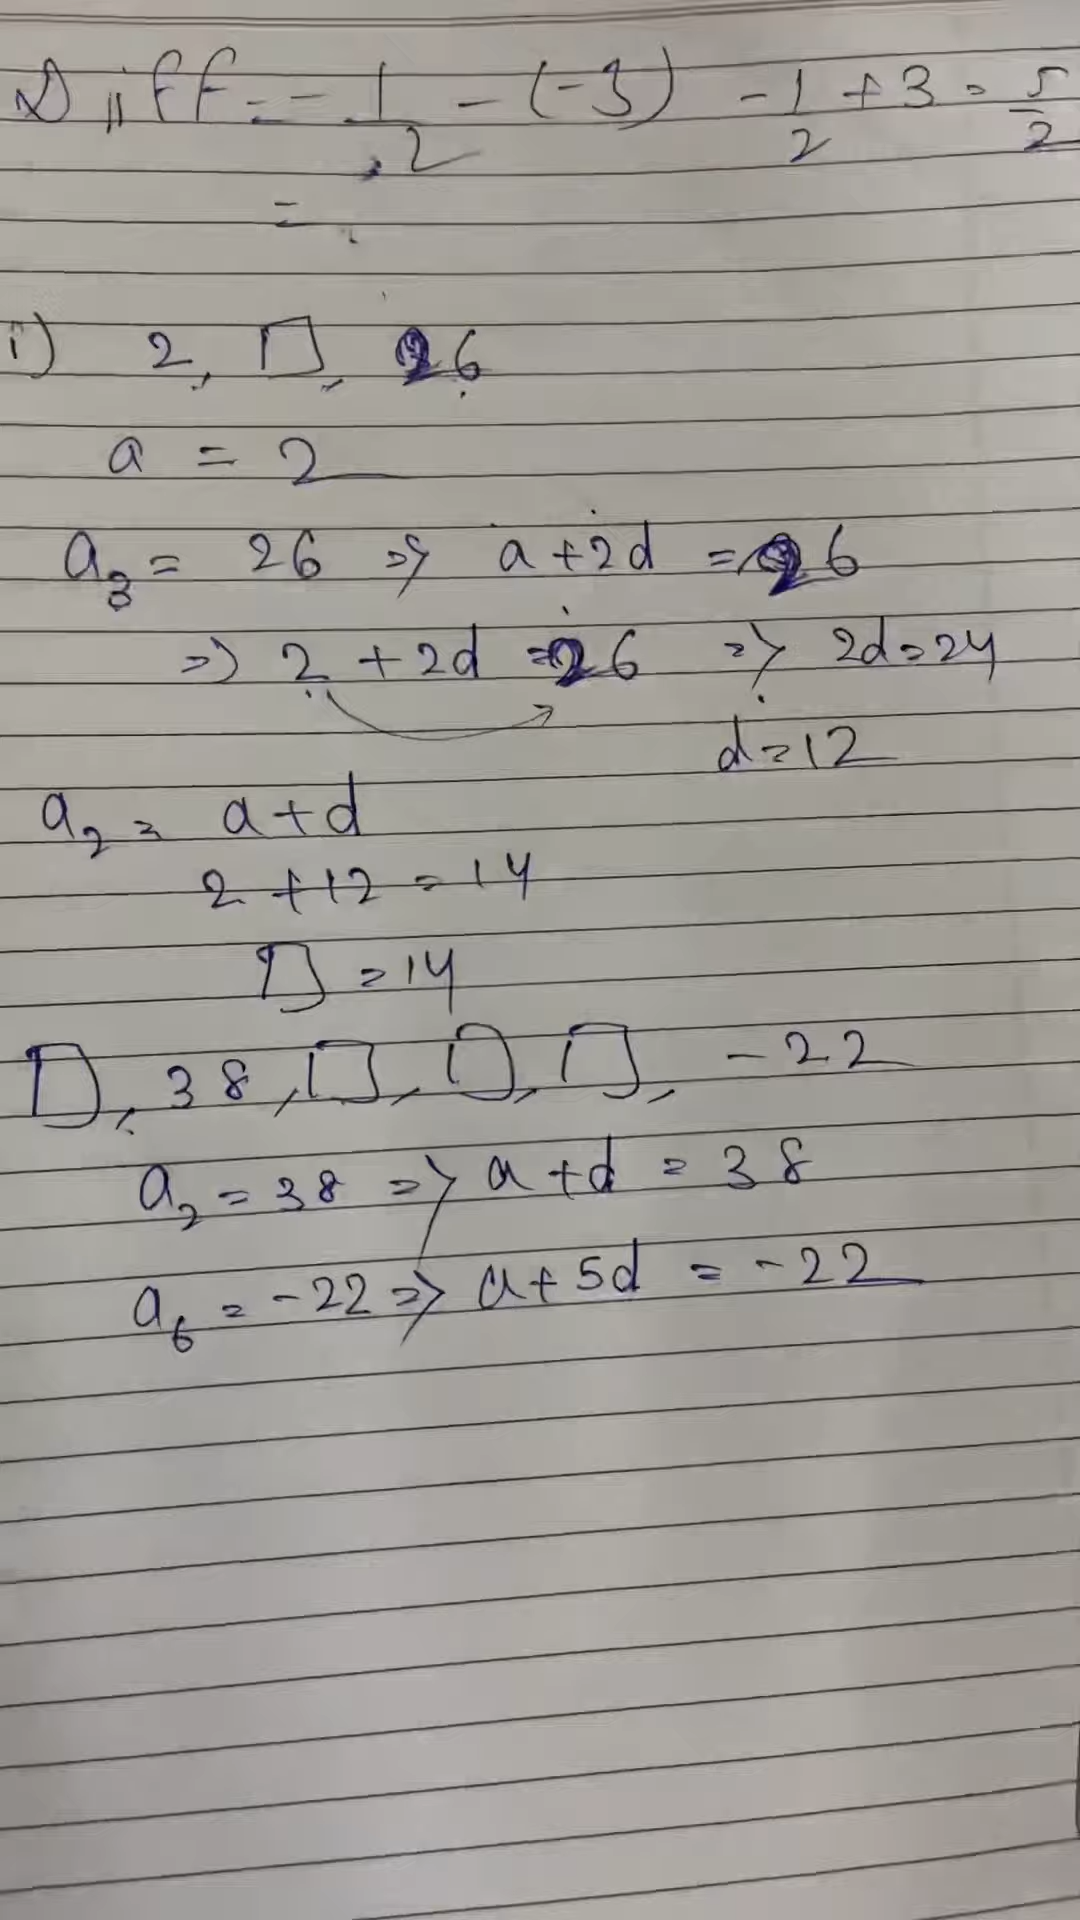 Diff = -1/2 - (-3) -1/2 + 3 = 5/2
=
i) 2, □, 26
a = 2
a₃ = 26 => a + 2d = 26
=> 2 + 2d = 26 => 2d = 24
d = 12
a₂ = a + d
2 + 12 = 14
□ = 14
□, 38, □, □, □, -22
a₂ = 38 => a + d = 38
a₆ = -22 => a + 5d = -22